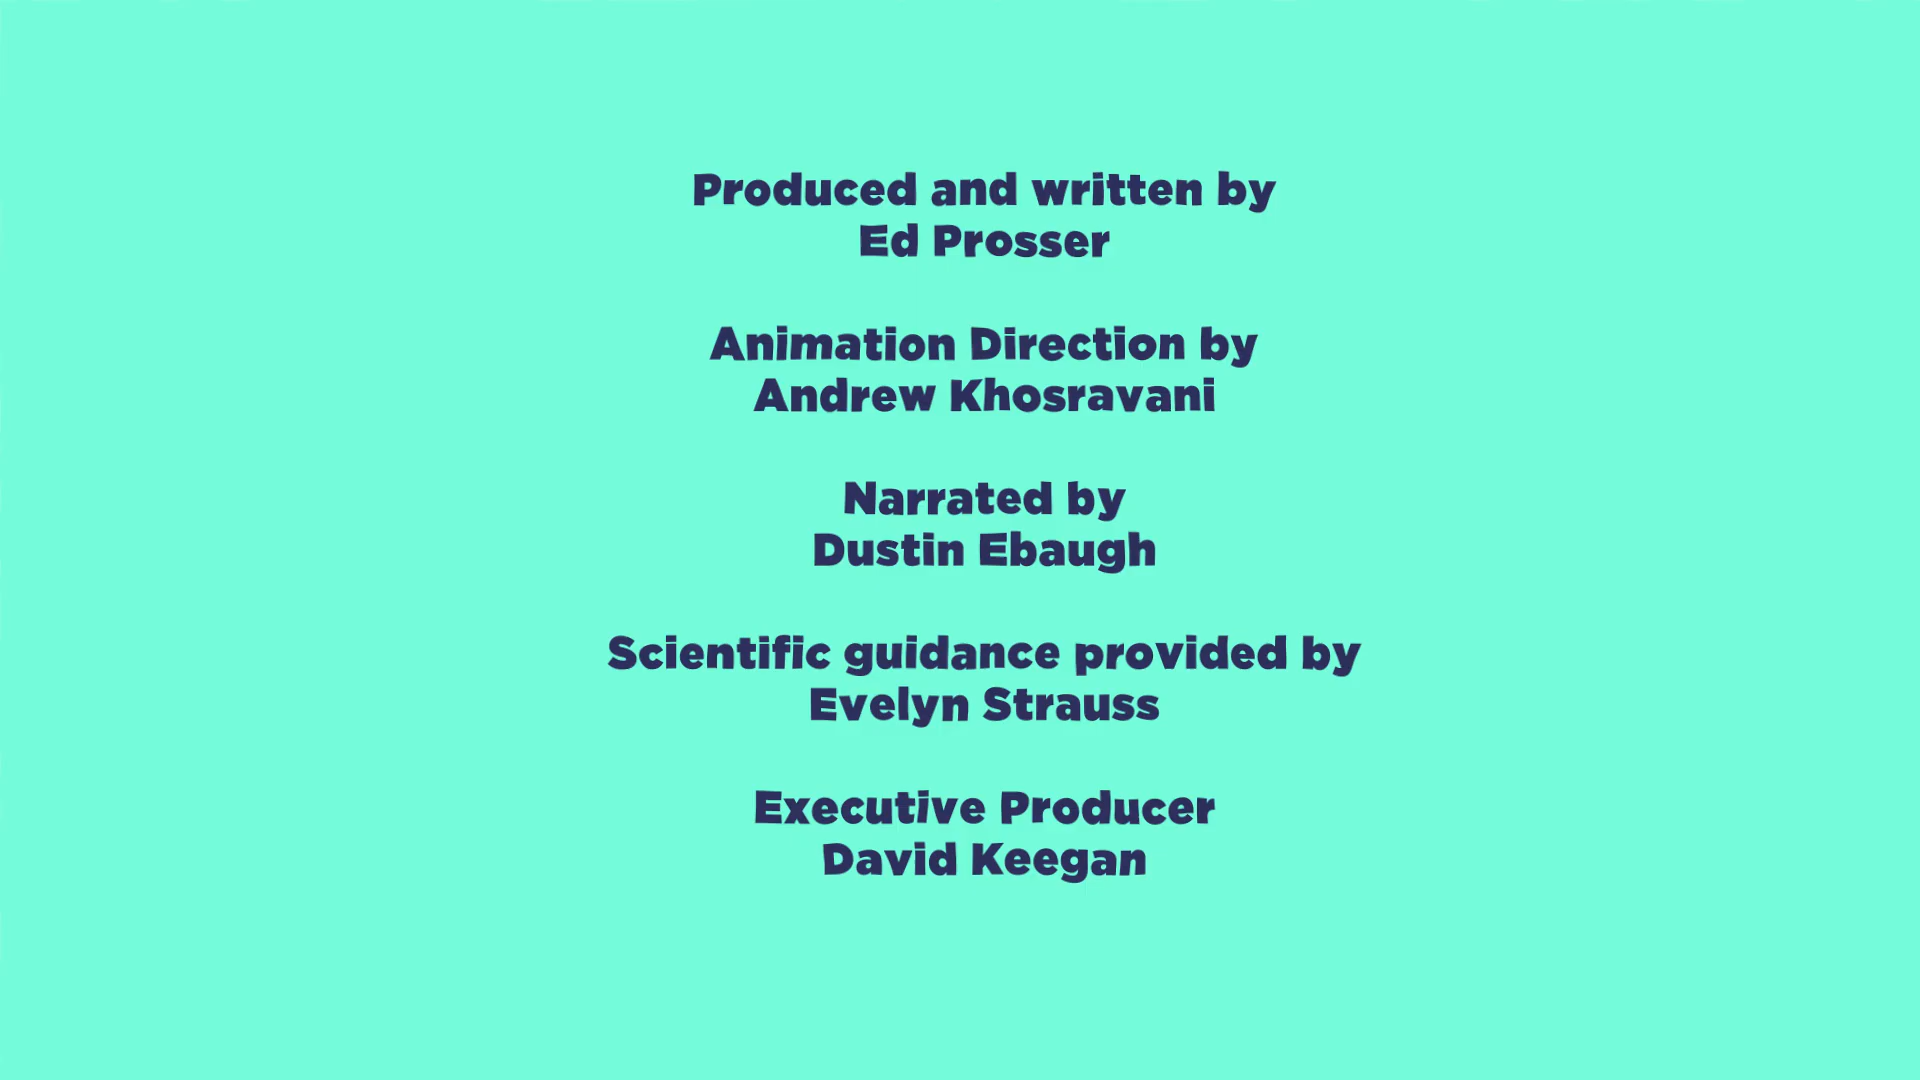 Produced and written by
Ed Prosser
Animation Direction by
Andrew Khosravani
Narrated by
Dustin Ebaugh
Scientific guidance provided by
Evelyn Strauss
Executive Producer
David Keegan